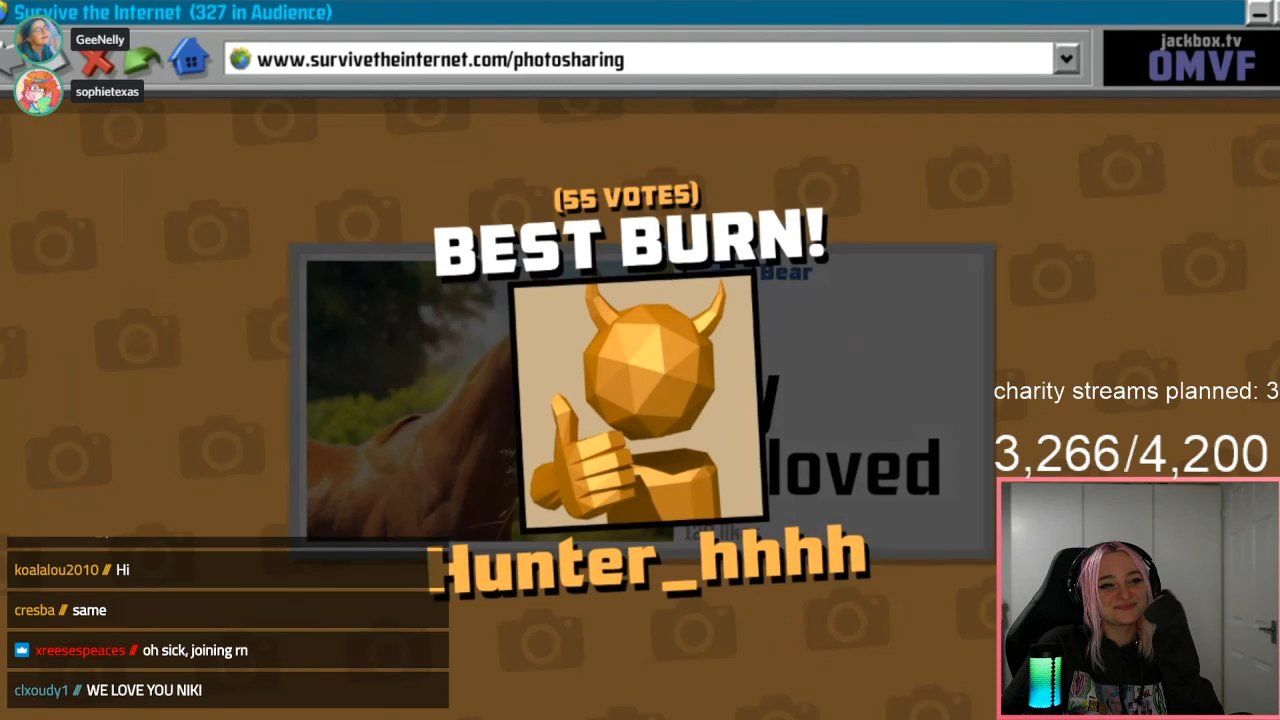 Survive the Internet (327 in Audience)
GeeNelly
www.survivetheinternet.com/photosharing
jackbox.tv
OMVF
sophietexas
(55 VOTES)
BEST BURN!
Bear
loved
Hunter_hhhh
charity streams planned: 3
3,266/4,200
koalalou2010 // Hi
cresba // same
xreesespeaces // oh sick, joining rn
clxoudy1 // WE LOVE YOU NIKI